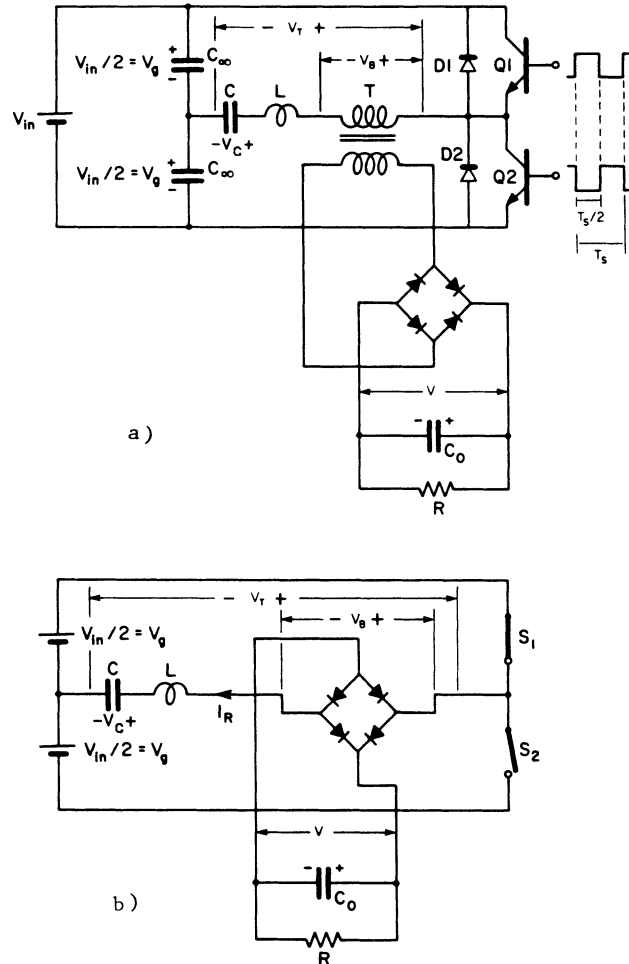 - V_T +
V_in/2 = V_g
+
-
C∞
- V_B +
D1
Q1
C
L
T
V_in
-V_C+
V_in/2 = V_g
+
-
C∞
D2
Q2
T_s/2
T_s
V
- +
C_o
R
a)
- V_T +
- V_B +
V_in/2 = V_g
S_1
C
L
-V_C+
I_R
V_in/2 = V_g
S_2
V
- +
C_o
R
b)